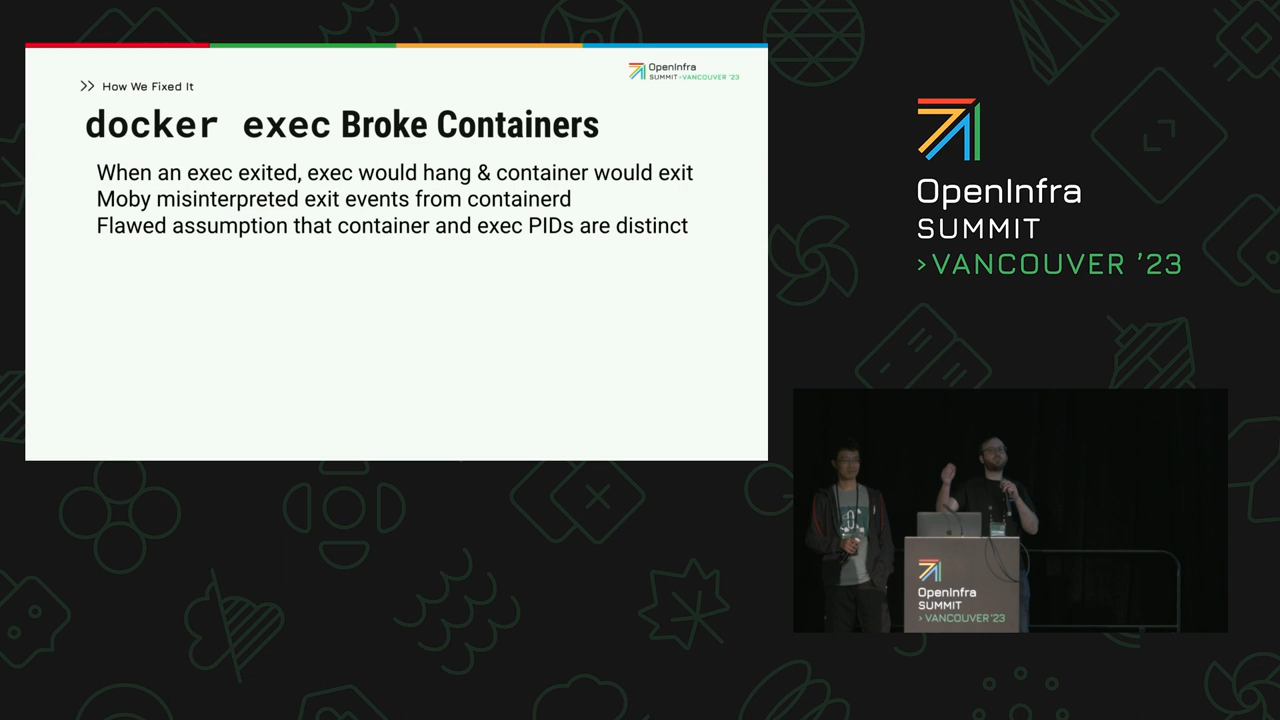 OpenInfra
SUMMIT >VANCOUVER '23
>> How We Fixed It
docker exec Broke Containers
When an exec exited, exec would hang & container would exit
Moby misinterpreted exit events from containerd
Flawed assumption that container and exec PIDs are distinct
OpenInfra
SUMMIT
>VANCOUVER '23
OpenInfra
SUMMIT
>VANCOUVER '23